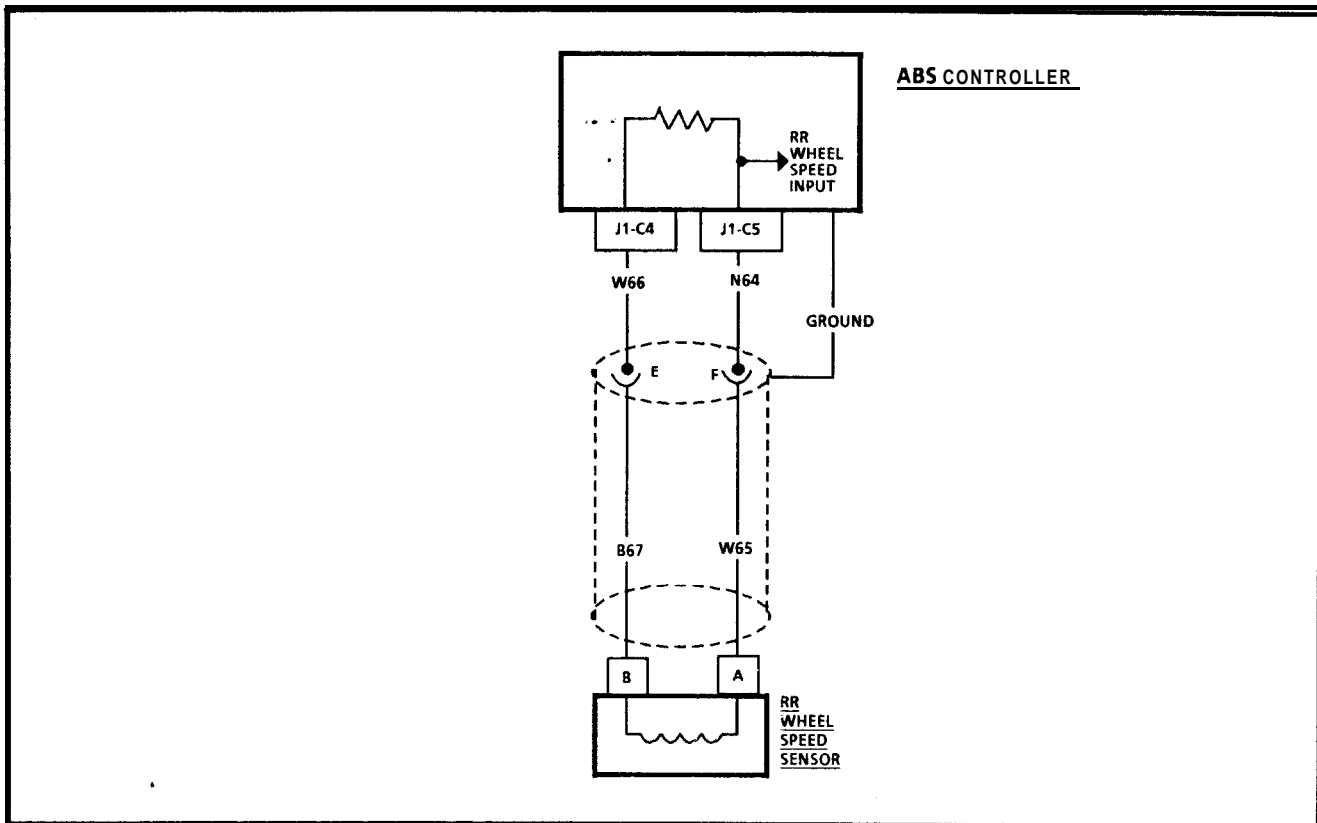 ABS CONTROLLER
RR
WHEEL
SPEED
INPUT
J1-C4 J1-C5
W66 N64
GROUND
E F
B67 W65
B A
RR
WHEEL
SPEED
SENSOR